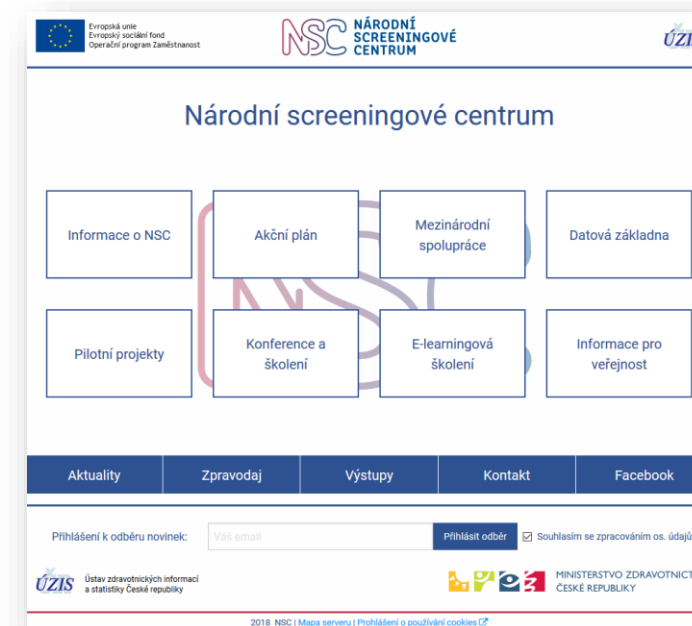 Evropská unie
Evropský sociální fond
Operační program Zaměstnanost
NSC NÁRODNÍ
SCREENINGOVÉ
CENTRUM
Národní screeningové centrum
Informace o NSC
Akční plán
Mezinárodní
spolupráce
Datová základna
Pilotní projekty
Konference a
školení
E-learningová
školení
Informace pro
veřejnost
Aktuality
Zpravodaj
Výstupy
Kontakt
Facebook
Přihlášení k odběru novinek:
Váš email
Přihlásit odběr
Souhlasím se zpracováním os. údajů
ÚZIS
Ústav zdravotnických informací
a statistiky České republiky
MINISTERSTVO ZDRAVOTNICT
ČESKÉ REPUBLIKY
2018 NSC | Mapa serveru | Prohlášení o používání cookies